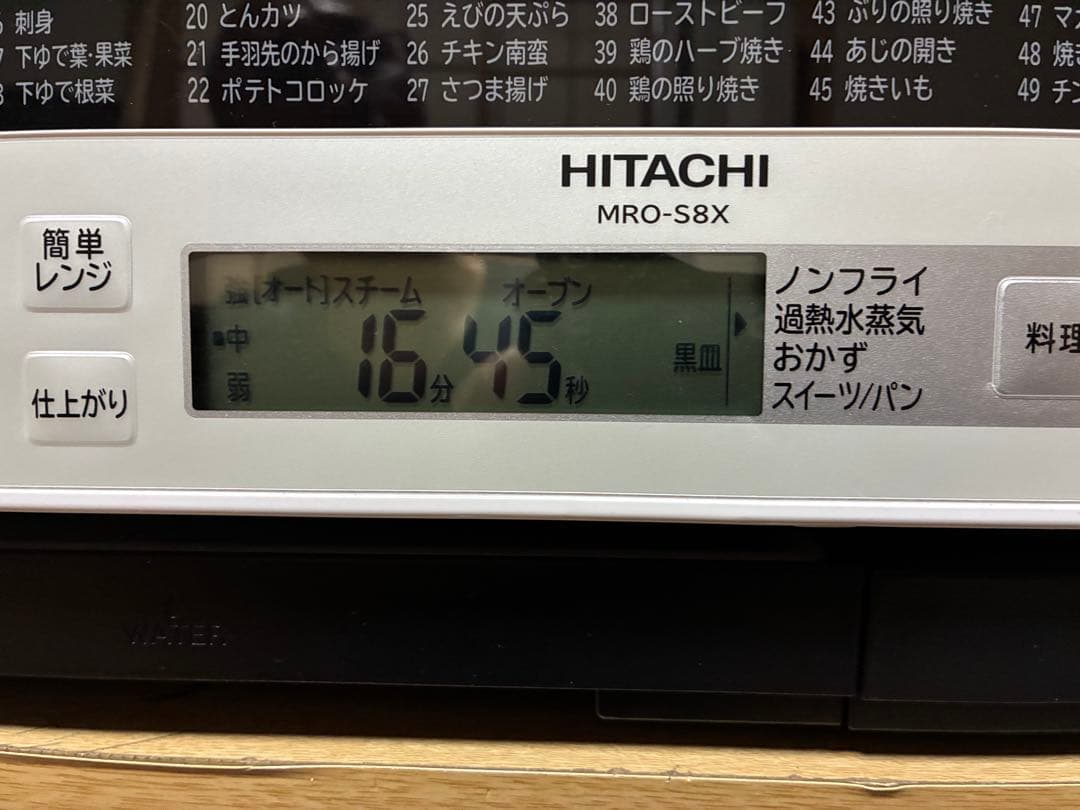 刺身 20 とんカツ 25 えびの天ぷら 38 ローストビーフ 43 ぶりの照り焼き 47
下ゆで葉・果菜 21 手羽先のから揚げ 26 チキン南蛮 39 鶏のハーブ焼き 44 あじの開き 48
下ゆで根菜 22 ポテトコロッケ 27 さつま揚げ 40 鶏の照り焼き 45 焼きいも 49
HITACHI
MRO-S8X
簡単
レンジ
仕上がり
強 [オート]スチーム オーブン
中 16分 45秒
弱 黒皿
ノンフライ
過熱水蒸気
おかず
スイーツ/パン
料理
WATER